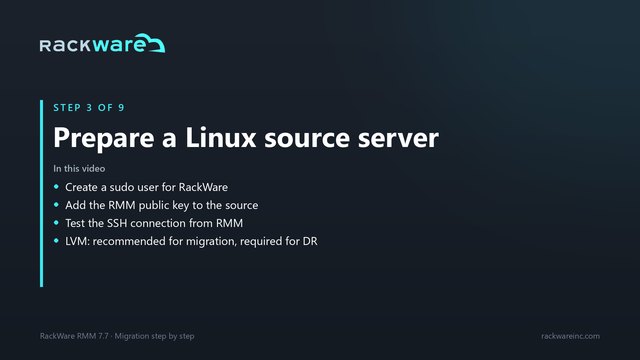 Rackware
STEP 3 OF 9
Prepare a Linux source server
In this video
• Create a sudo user for RackWare
• Add the RMM public key to the source
• Test the SSH connection from RMM
• LVM: recommended for migration, required for DR
RackWare RMM 7.7 · Migration step by step
rackwareinc.com